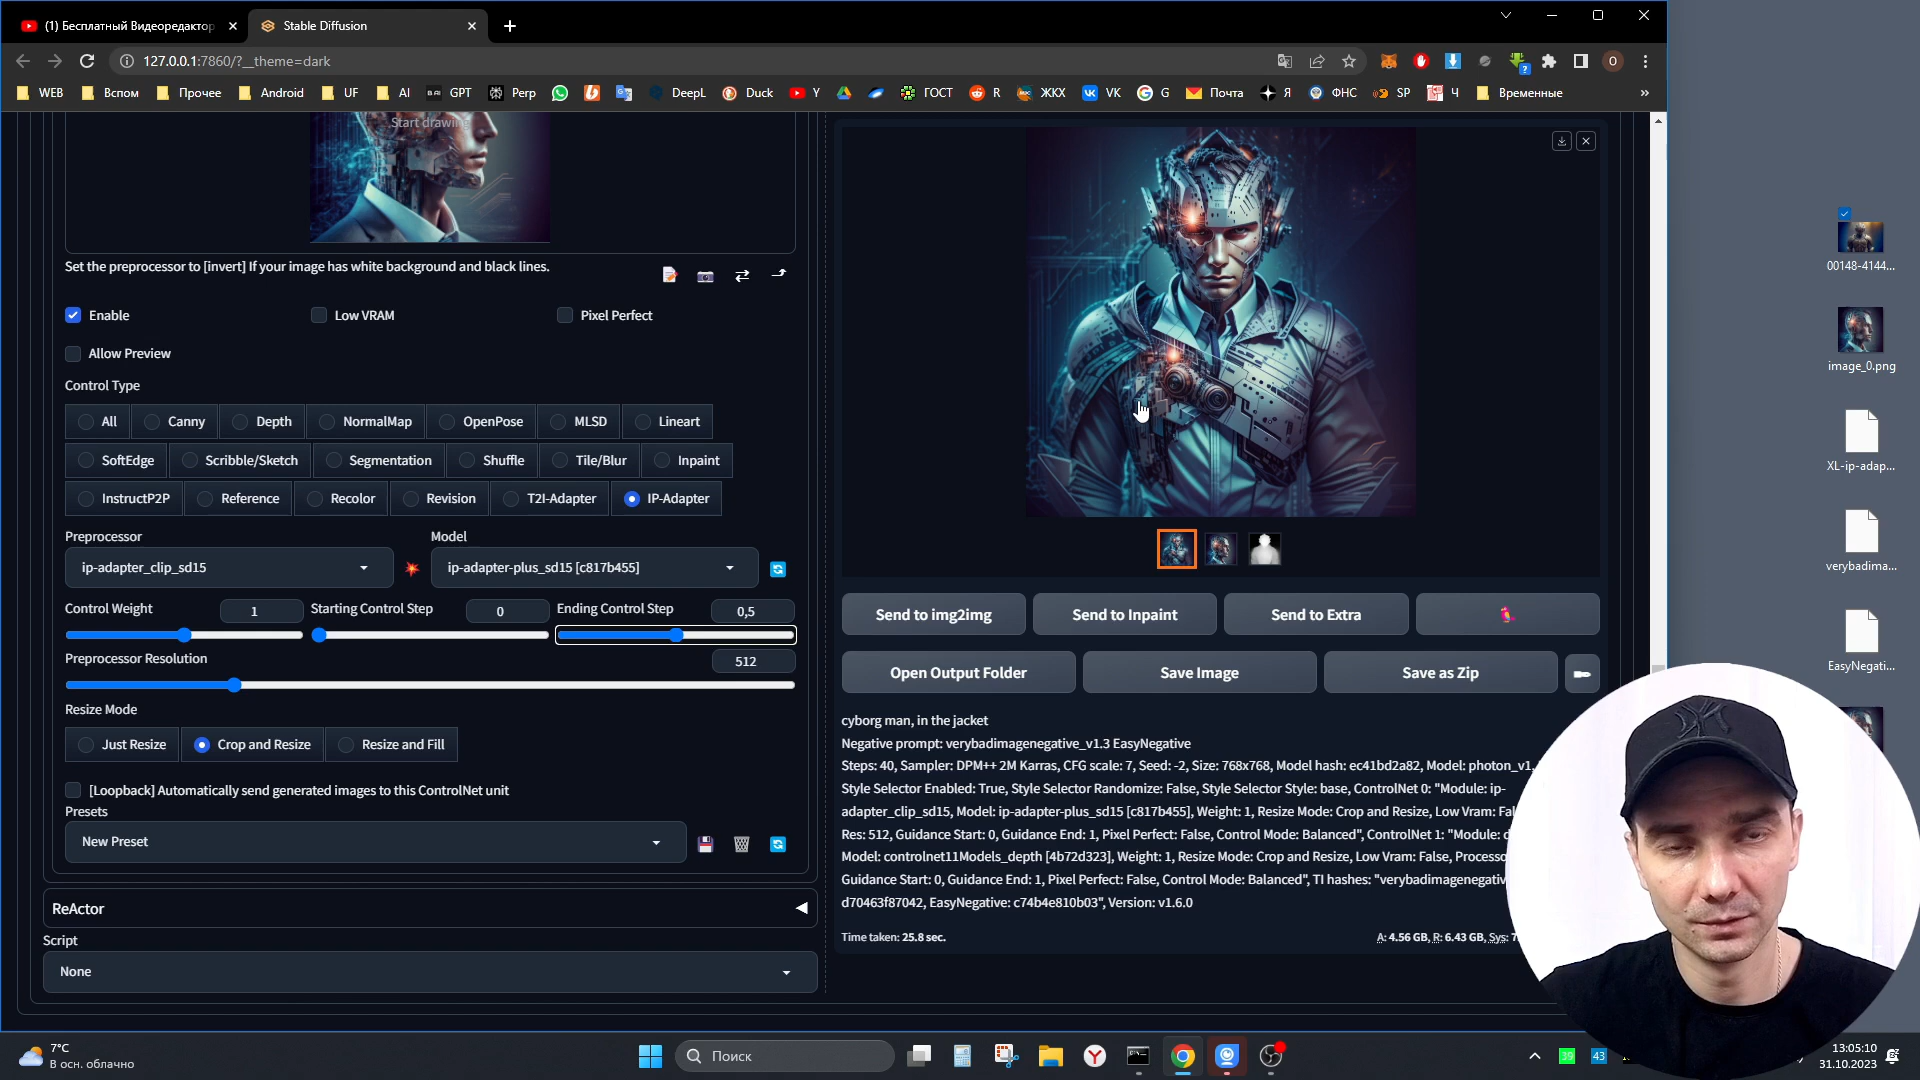 (1) Бесплатный Видеоредактор
Stable Diffusion
127.0.0.1:7860/?__theme=dark
WEB
Вспом
Прочее
Android
UF
AI
GPT
Perp
DeepL
Duck
Y
ГОСТ
R
ЖКХ
VK
G
Почта
Я
ФНС
SP
Ч
Временные
Start drawing
Set the preprocessor to [invert] If your image has white background and black lines.
Enable
Low VRAM
Pixel Perfect
Allow Preview
Control Type
All
Canny
Depth
NormalMap
OpenPose
MLSD
Lineart
SoftEdge
Scribble/Sketch
Segmentation
Shuffle
Tile/Blur
Inpaint
InstructP2P
Reference
Recolor
Revision
T2I-Adapter
IP-Adapter
Preprocessor
Model
ip-adapter_clip_sd15
ip-adapter-plus_sd15 [c817b455]
Control Weight
1
Starting Control Step
0
Ending Control Step
0,5
Preprocessor Resolution
512
Resize Mode
Just Resize
Crop and Resize
Resize and Fill
[Loopback] Automatically send generated images to this ControlNet unit
Presets
New Preset
ReActor
Script
None
Send to img2img
Send to Inpaint
Send to Extra
Open Output Folder
Save Image
Save as Zip
cyborg man, in the jacket
Negative prompt: verybadimagenegative_v1.3 EasyNegative
Steps: 40, Sampler: DPM++ 2M Karras, CFG scale: 7, Seed: -2, Size: 768x768, Model hash: ec41bd2a82, Model: photon_v1,
Style Selector Enabled: True, Style Selector Randomize: False, Style Selector Style: base, ControlNet 0: "Module: ip-
adapter_clip_sd15, Model: ip-adapter-plus_sd15 [c817b455], Weight: 1, Resize Mode: Crop and Resize, Low Vram:
Res: 512, Guidance Start: 0, Guidance End: 1, Pixel Perfect: False, Control Mode: Balanced", ControlNet 1: "Module:
Model: controlnet11Models_depth [4b72d323], Weight: 1, Resize Mode: Crop and Resize, Low Vram: False,
Guidance Start: 0, Guidance End: 1, Pixel Perfect: False, Control Mode: Balanced", TI hashes:
d70463f87042, EasyNegative: c74b4e810b03", Version: v1.6.0
Time taken: 25.8 sec.
A: 4.56 GB, R: 6.43 GB, Sys:
00148-4144...
image_0.png
XL-ip-adap...
verybadima...
EasyNegati...
7°C
В осн. облачно
Поиск
39
43
13:05:10
31.10.2023